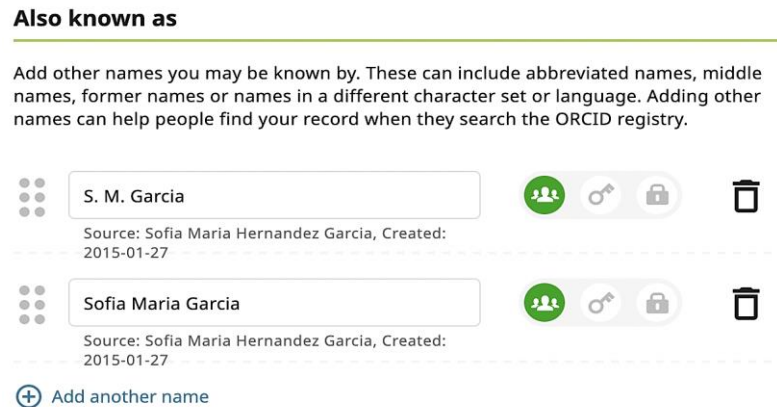 Also known as
Add other names you may be known by. These can include abbreviated names, middle
names, former names or names in a different character set or language. Adding other
names can help people find your record when they search the ORCID registry.
S. M. Garcia
Source: Sofia Maria Hernandez Garcia, Created:
2015-01-27
Sofia Maria Garcia
Source: Sofia Maria Hernandez Garcia, Created:
2015-01-27
Add another name